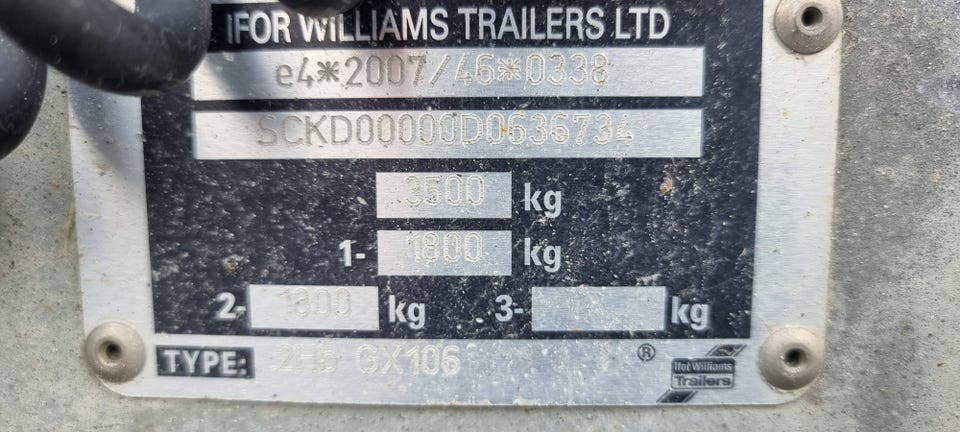 IFOR WILLIAMS TRAILERS LTD
e4*2007/46*0338
SCKD00000D0636734
3500 kg
1- 1800 kg
2- 1800 kg 3- kg
TYPE: GX106 ®
Ifor Williams
Trailers